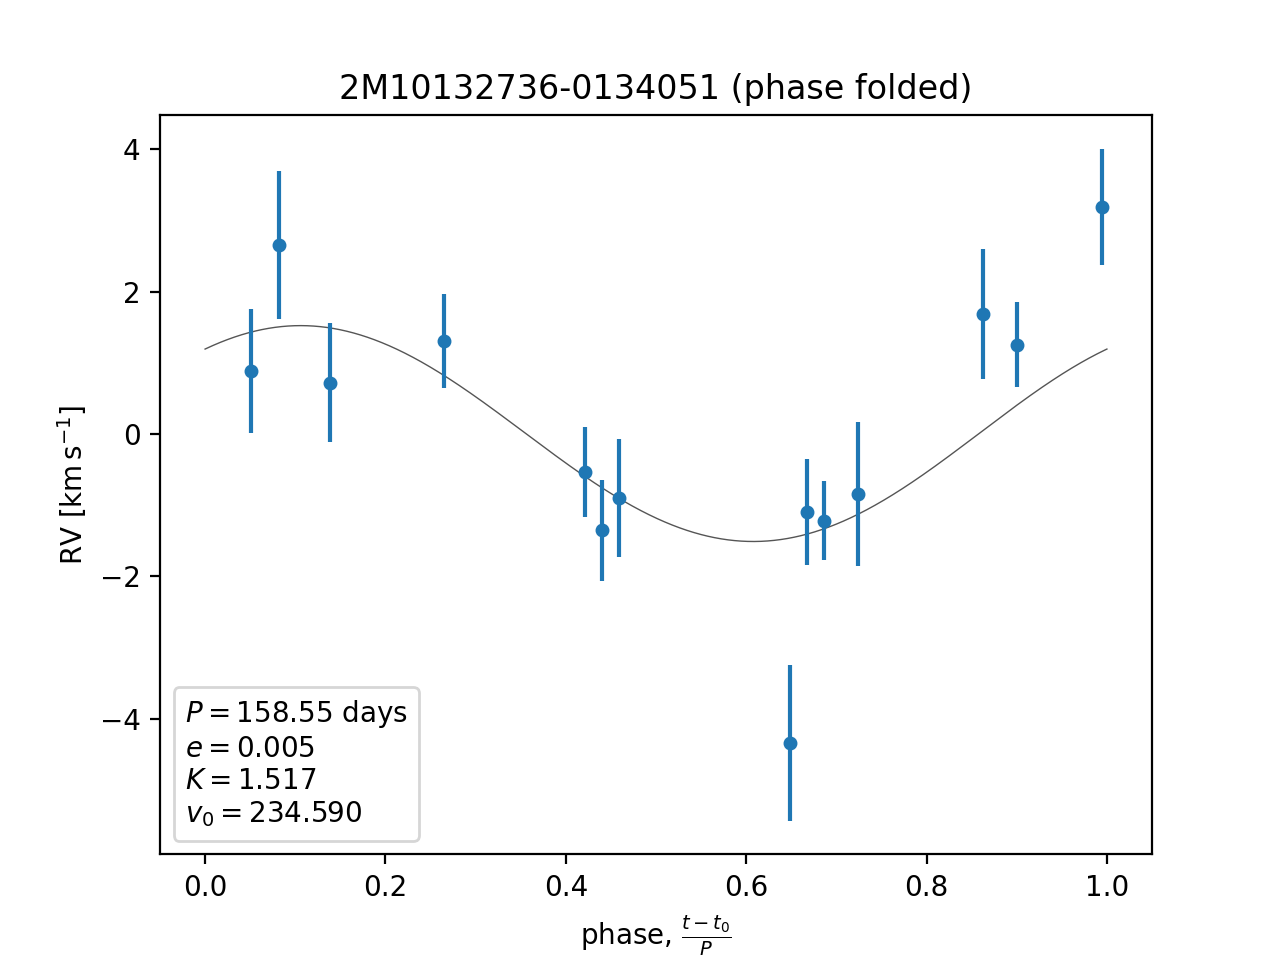 2M10132736-0134051 (phase folded)
4
2
0
−2
−4
RV [km s⁻¹]
P = 158.55 days
e = 0.005
K = 1.517
v₀ = 234.590
0.0 0.2 0.4 0.6 0.8 1.0
phase, (t − t₀)/P